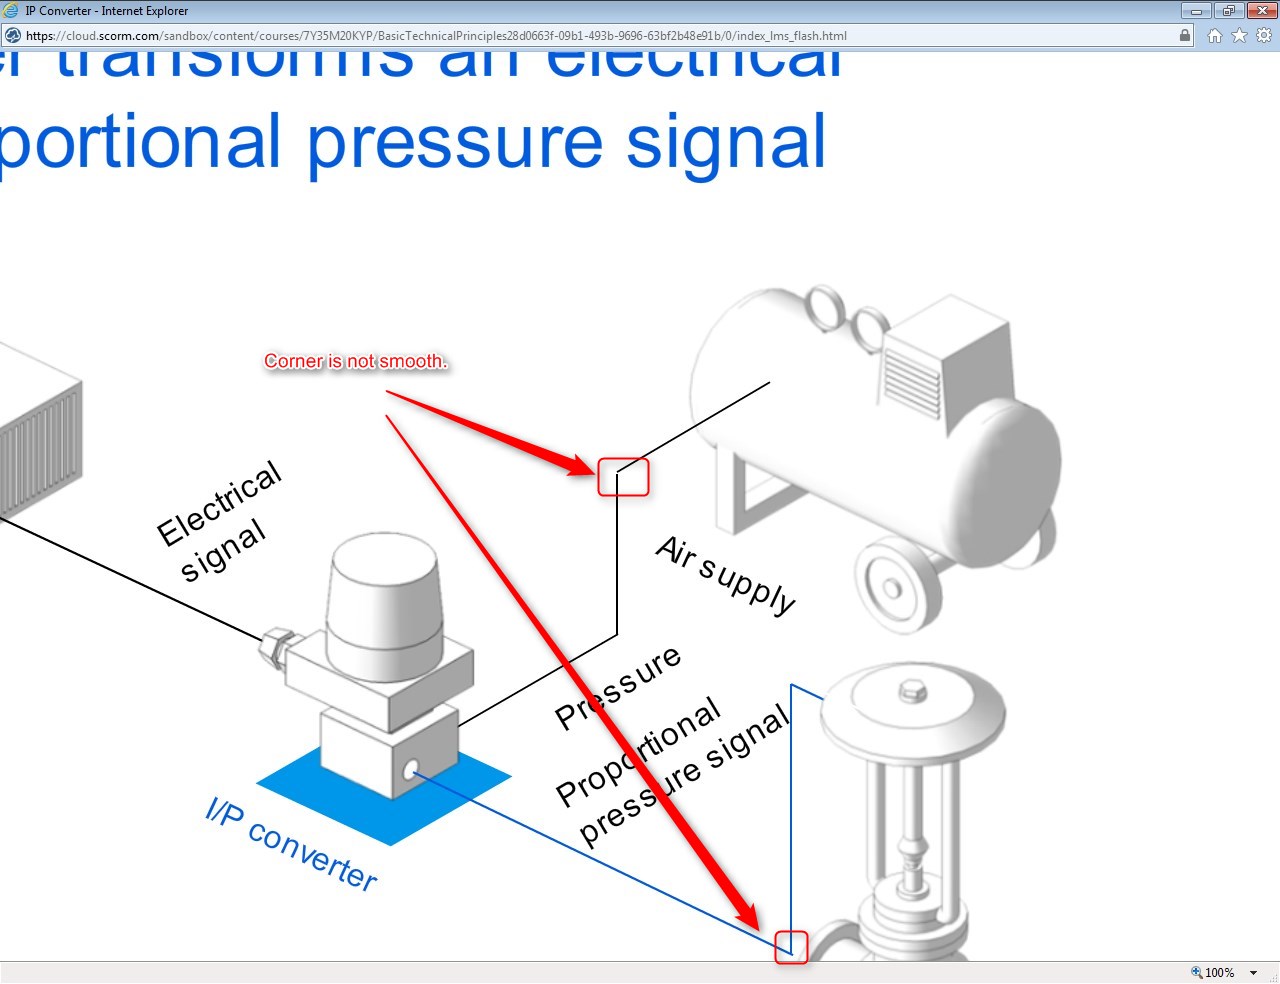 IP Converter - Internet Explorer
https://cloud.scorm.com/sandbox/content/courses/7Y35M20KYP/BasicTechnicalPrinciples28d0663f-09b1-493b-9696-63bf2b48e91b/0/index_lms_flash.html
er transforms an electrical
portional pressure signal
Corner is not smooth.
Electrical
signal
Air supply
Pressure
Proportional
pressure signal
I/P converter
100%